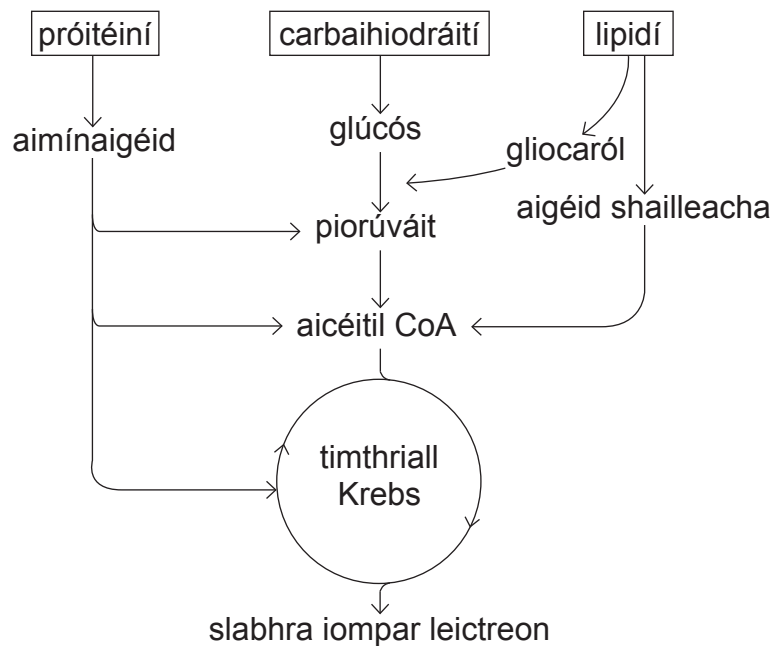 próitéiní
carbaihiodráití
lipidí
aimínaigéid
glúcós
gliocaról
aigéid shailleacha
piorúváit
aicéitil CoA
timthriall
Krebs
slabhra iompar leictreon